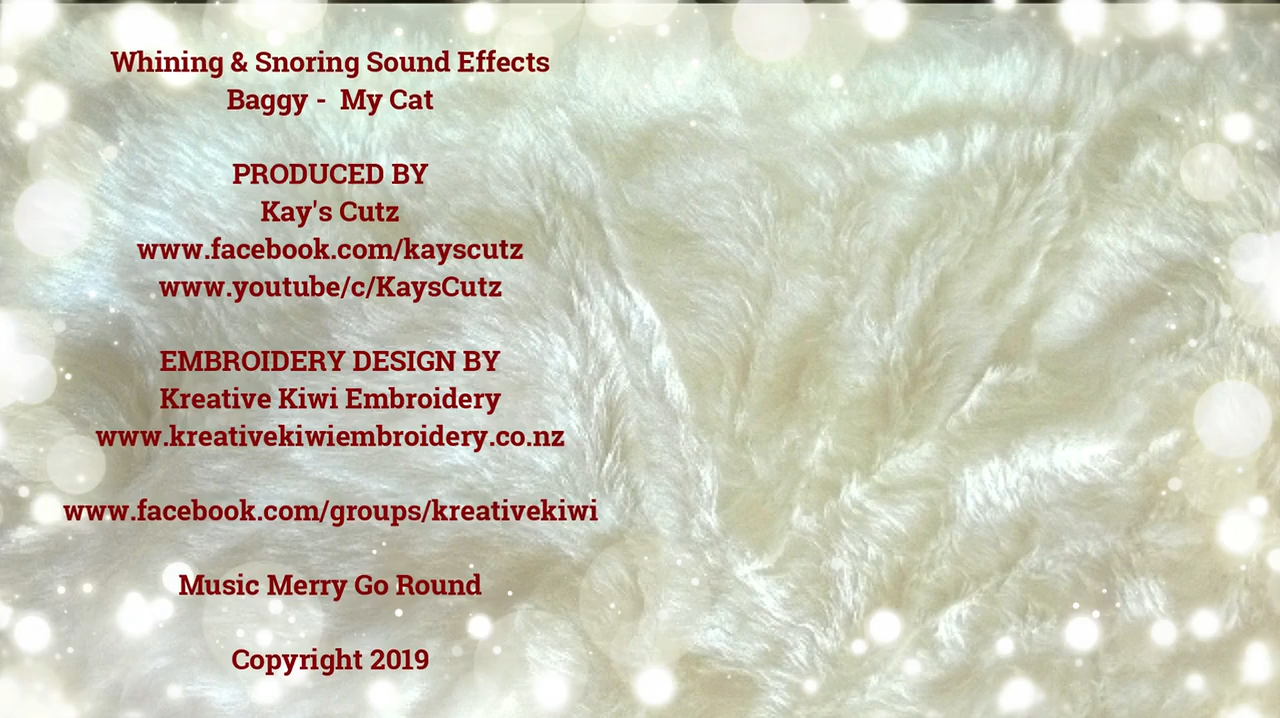 Whining & Snoring Sound Effects
Baggy -  My Cat
PRODUCED BY
Kay's Cutz
www.facebook.com/kayscutz
www.youtube/c/KaysCutz
EMBROIDERY DESIGN BY
Kreative Kiwi Embroidery
www.kreativekiwiembroidery.co.nz
www.facebook.com/groups/kreativekiwi
Music Merry Go Round
Copyright 2019